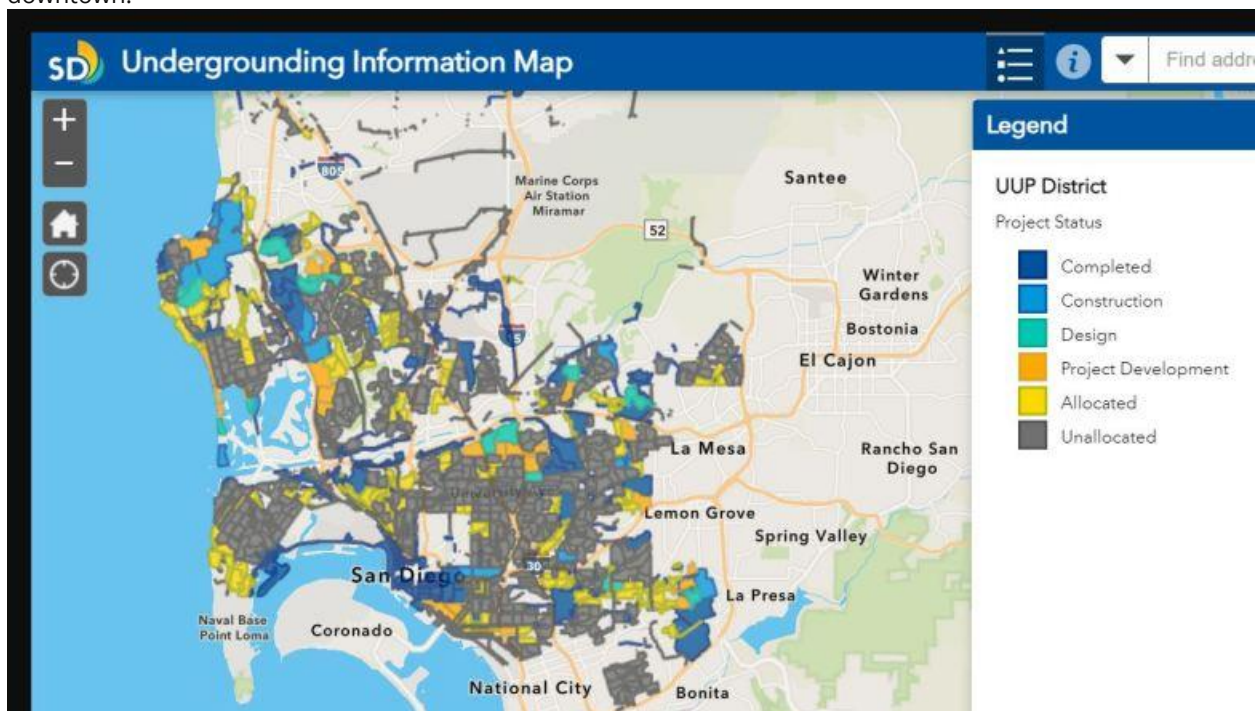 downtown.
SD Undergrounding Information Map
Find addre
+
−
Legend
UUP District
Project Status
Completed
Construction
Design
Project Development
Allocated
Unallocated
805
Marine Corps
Air Station
Miramar
Santee
52
Winter
Gardens
15
Bostonia
El Cajon
La Mesa
Rancho San
Diego
Lemon Grove
Spring Valley
30
San Diego
La Presa
Naval Base
Point Loma
Coronado
National City
Bonita